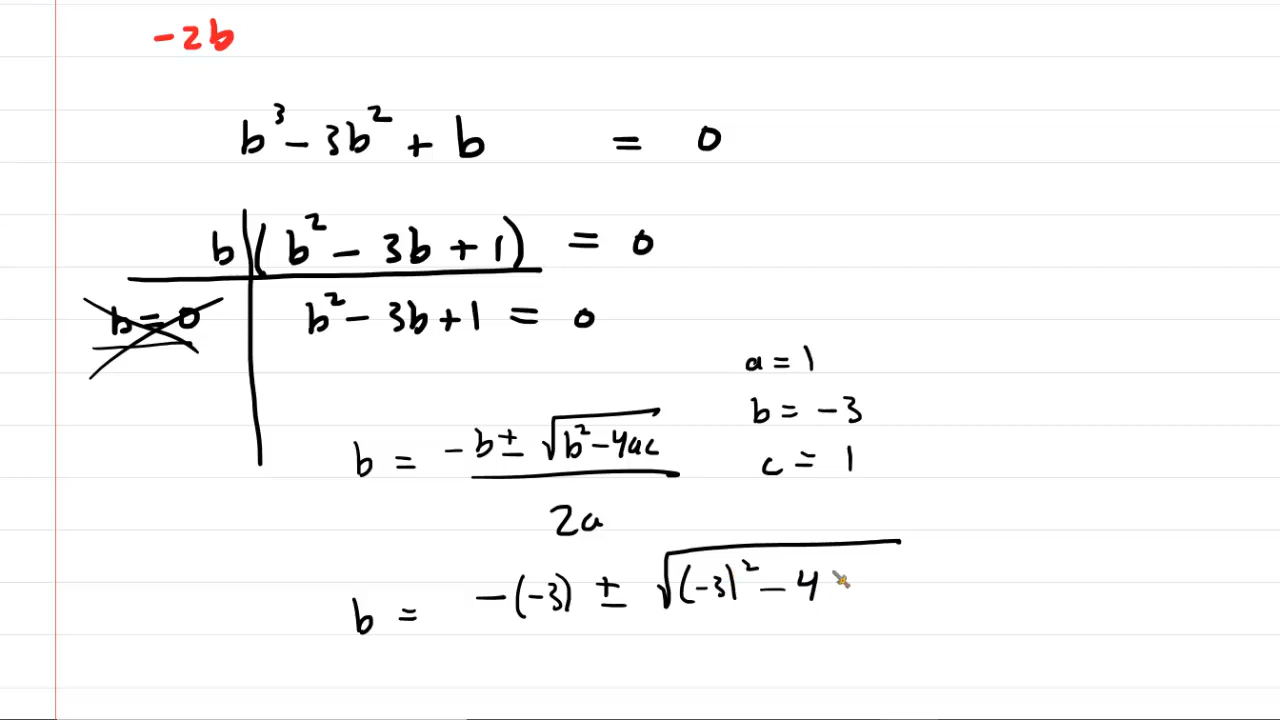 -2b
b³ - 3b² + b = 0
b(b² - 3b + 1) = 0
b = 0 b² - 3b + 1 = 0
a = 1
b = -3
b = -b ± √b² - 4ac
c = 1
2a
b = -(-3) ± √(-3)² - 4